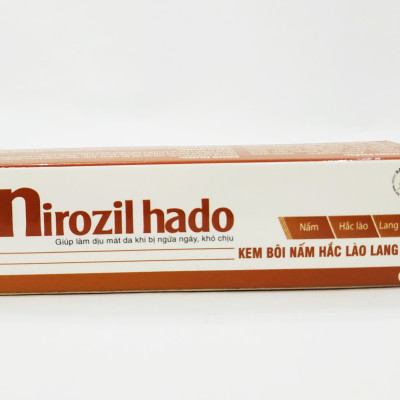 nirozil hado
Giúp làm dịu mát da khi bị ngứa ngáy, khó chịu
Nấm Hắc lào Lang
KEM BÔI NẤM HẮC LÀO LANG